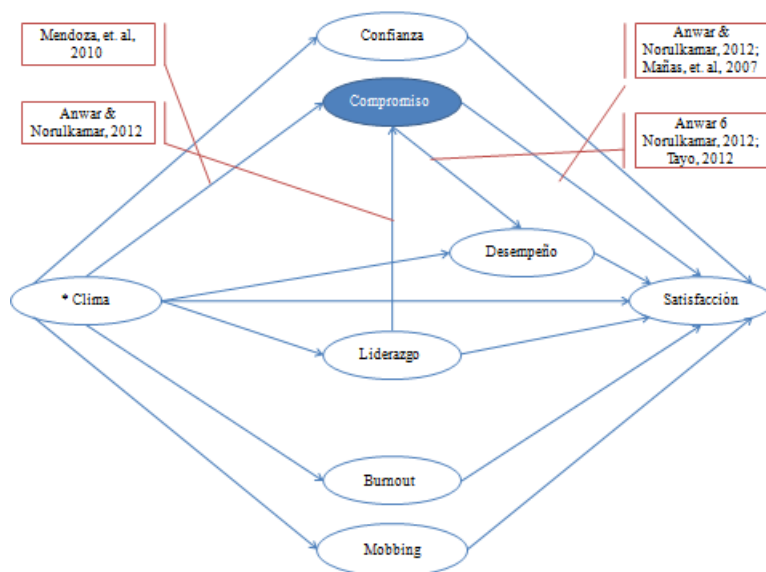 Mendoza, et. al,
2010
Confianza
Anwar &
Norulkamar, 2012;
Mañas, et. al, 2007
Anwar &
Norulkamar, 2012
Compromiso
Anwar 6
Norulkamar, 2012;
Tayo, 2012
Desempeño
* Clima
Satisfacción
Liderazgo
Burnout
Mobbing